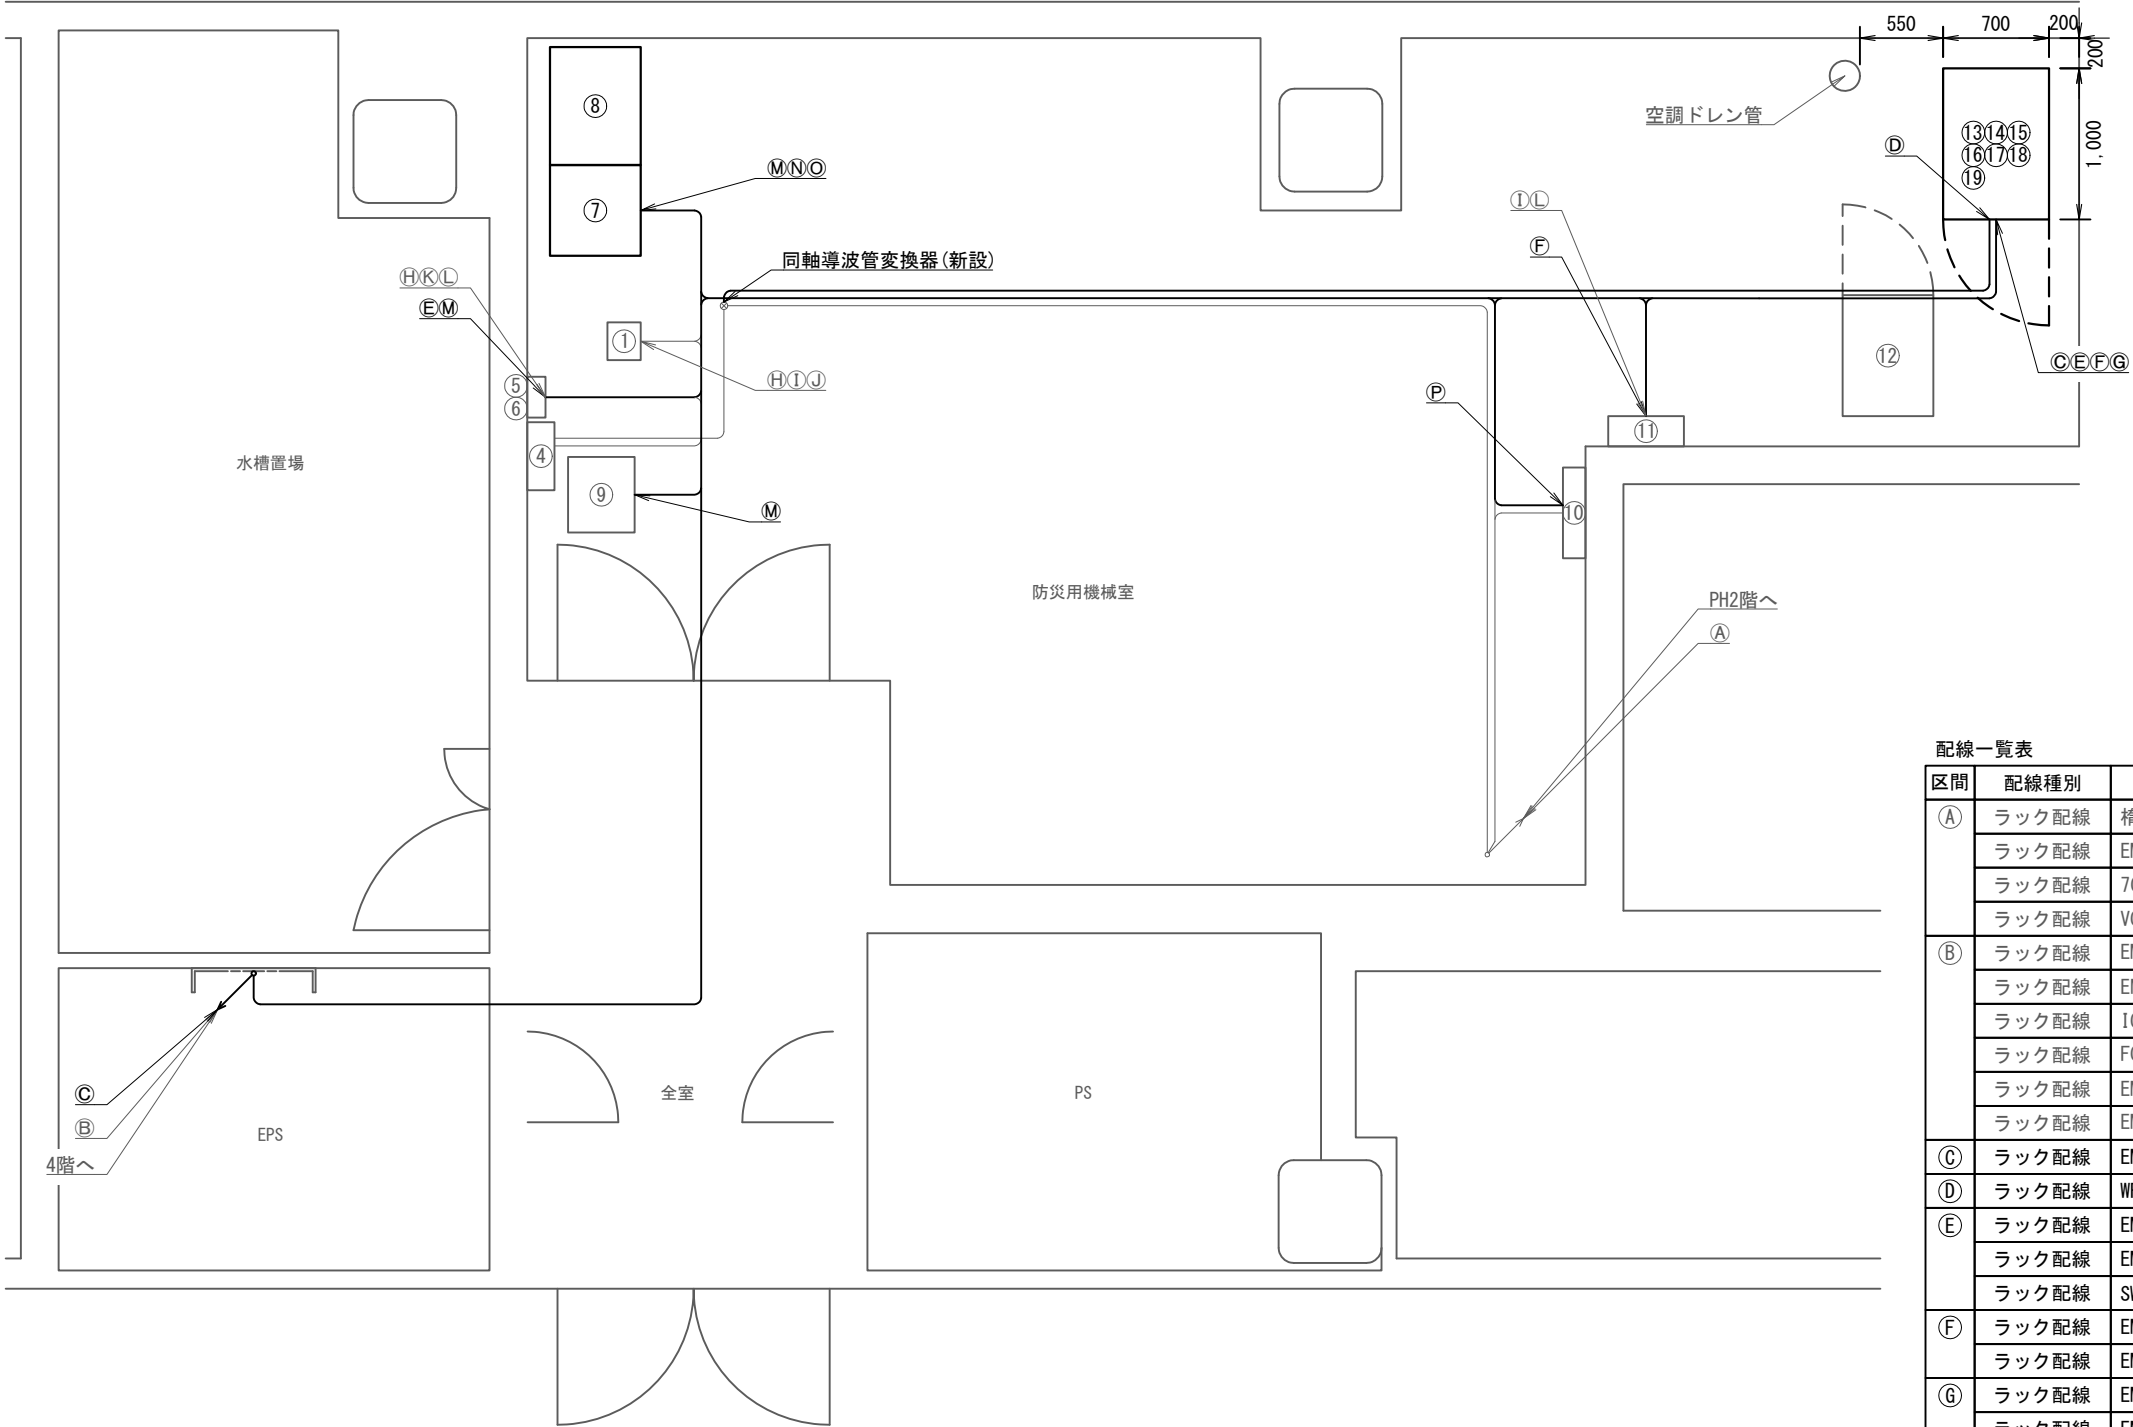 550 700 200
200
1,000
空調ドレン管
⑧
⑦
ⓂⓃⓄ
⑬⑭⑮
⑯⑰⑱
⑲
Ⓓ
ⒾⓁ
Ⓕ
同軸導波管変換器(新設)
ⒽⓀⓁ
ⒺⓂ
①
ⒽⒾⒿ
⑤
⑥
④
⑨
Ⓜ
⑫
ⒸⒺⒻⒼ
Ⓟ
⑪
⑩
水槽置場
防災用機械室
PH2階へ
Ⓐ
Ⓒ
Ⓑ
4階へ
EPS
全室
PS
配線一覧表
区間 配線種別
Ⓐ ラック配線
ラック配線
ラック配線
ラック配線
Ⓑ ラック配線
ラック配線
ラック配線
ラック配線
ラック配線
ラック配線
Ⓒ ラック配線
Ⓓ ラック配線
Ⓔ ラック配線
ラック配線
ラック配線
Ⓕ ラック配線
ラック配線
Ⓖ ラック配線